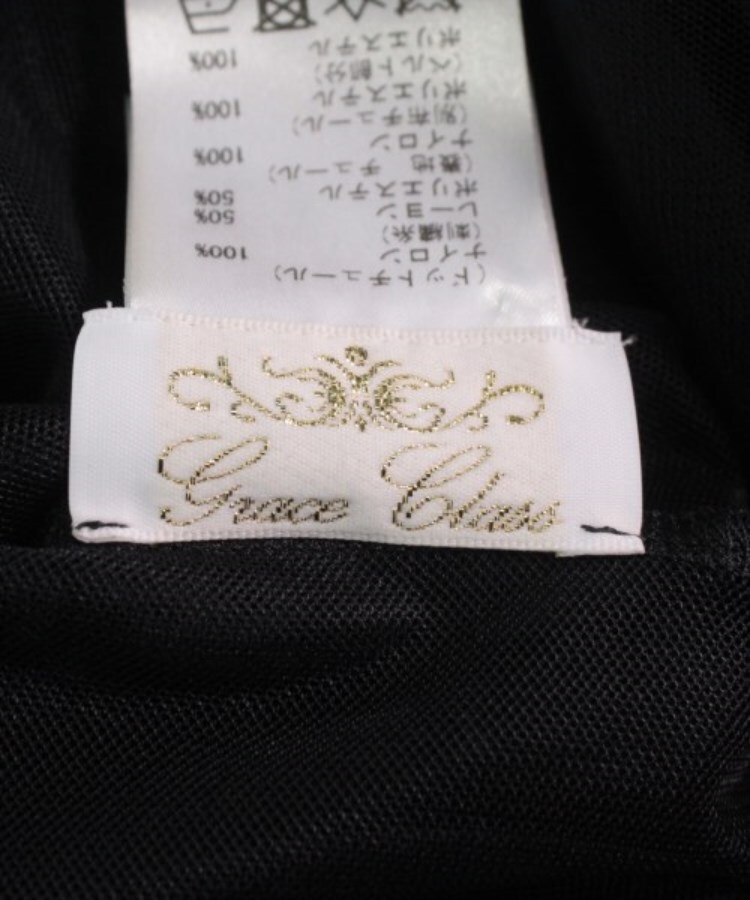 Grace Class
（ドットチュール）
ナイロン 100%
（刺繍糸）
レーヨン 50%
ポリエステル 50%
（裏地 チュール）
ナイロン 100%
（別布チュール）
ポリエステル 100%
（ベルト部分）
ポリエステル 100%